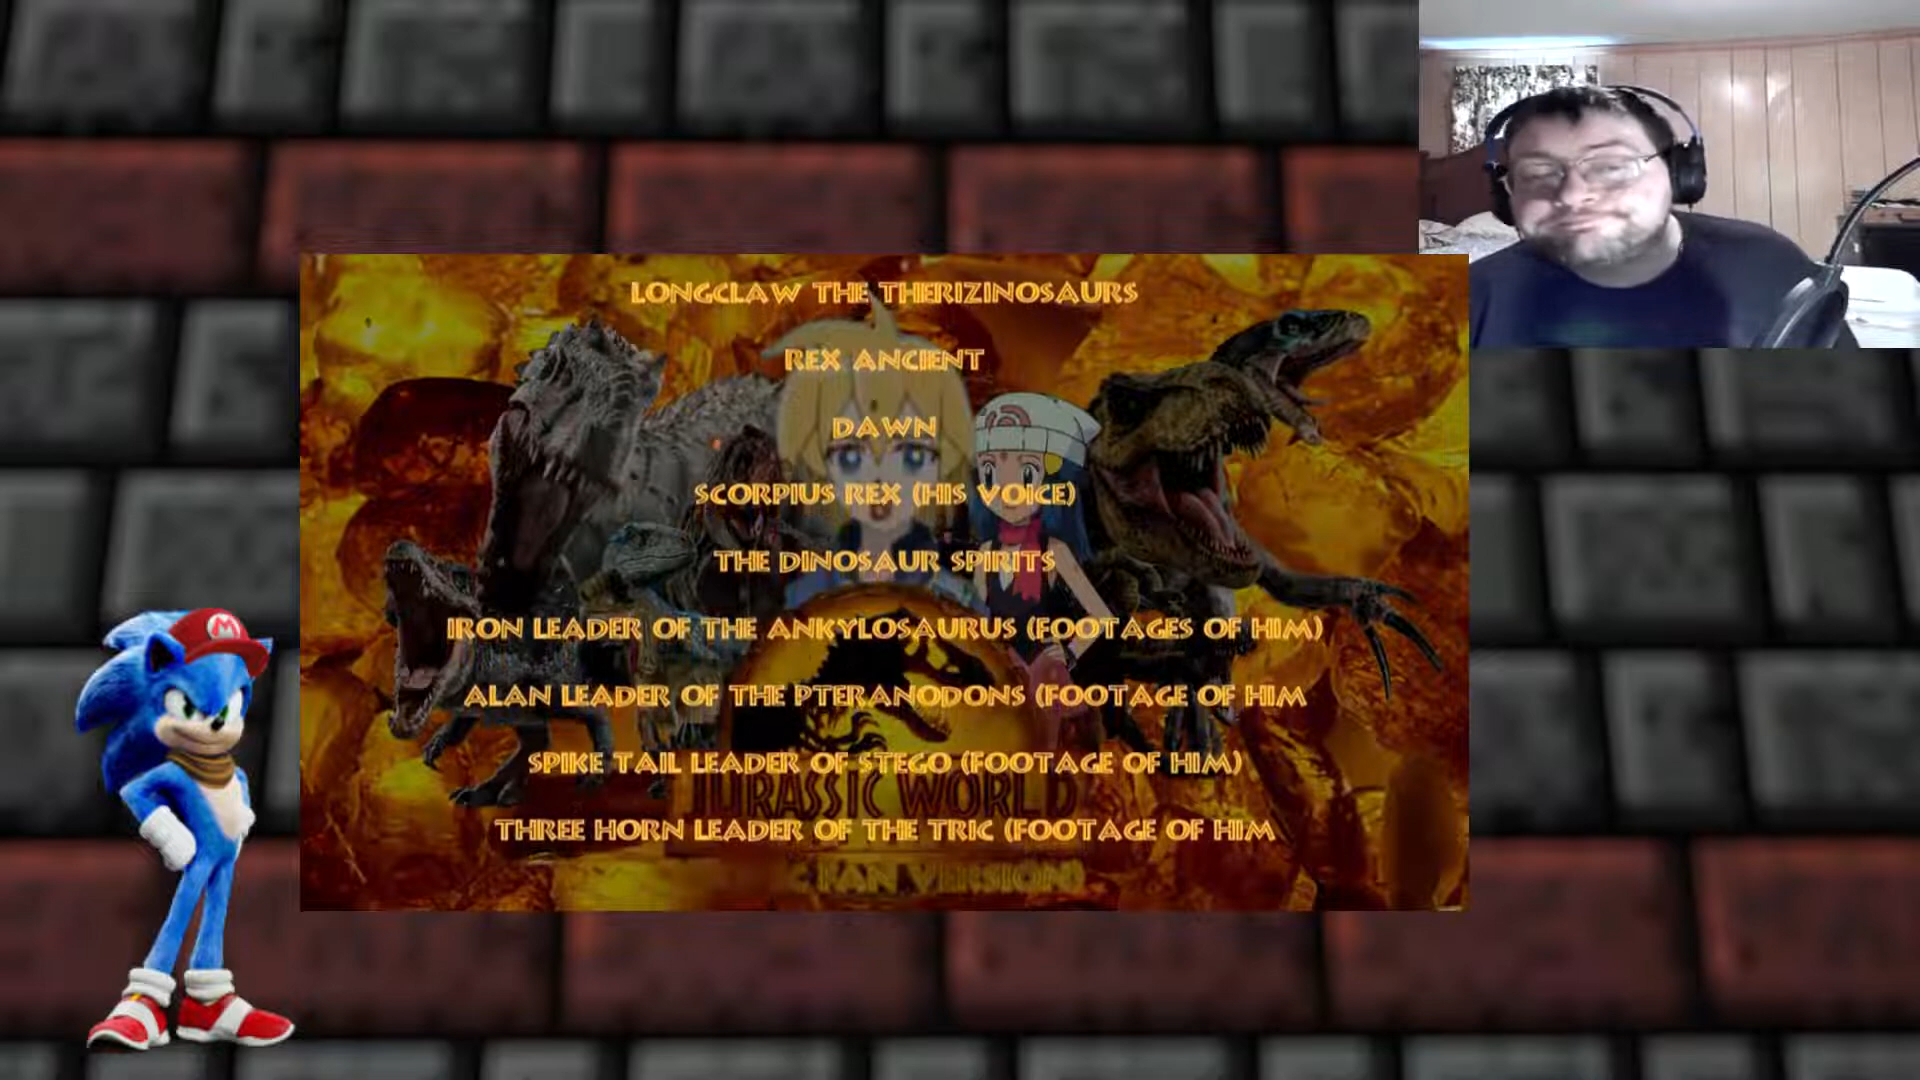 LONGCLAW THE THERIZINOSAURS
REX ANCIENT
DAWN
SCORPIUS REX (HIS VOICE)
THE DINOSAUR SPIRITS
IRON LEADER OF THE ANKYLOSAURUS (FOOTAGES OF HIM)
ALAN LEADER OF THE PTERANODONS (FOOTAGE OF HIM
SPIKE TAIL LEADER OF STEGO (FOOTAGE OF HIM)
JURASSIC WORLD
THREE HORN LEADER OF THE TRIC (FOOTAGE OF HIM
( FAN VERSION)
M